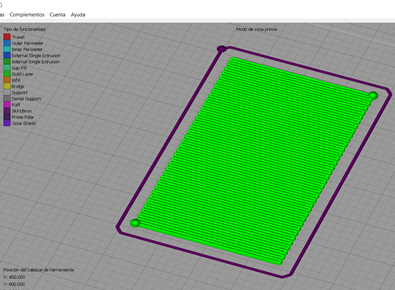 as Complementos Cuenta Ayuda
Tipo de funcionalidad:
Modo de vista previa
Travel
Outer Perimeter
Inner Perimeter
External Single Extrusion
Internal Single Extrusion
Gap Fill
Solid Layer
Infill
Bridge
Support
Dense Support
Raft
Skirt/Brim
Prime Pillar
Ooze Shield
Posición del cabezal de herramienta
X: 600.000
Y: 600.000